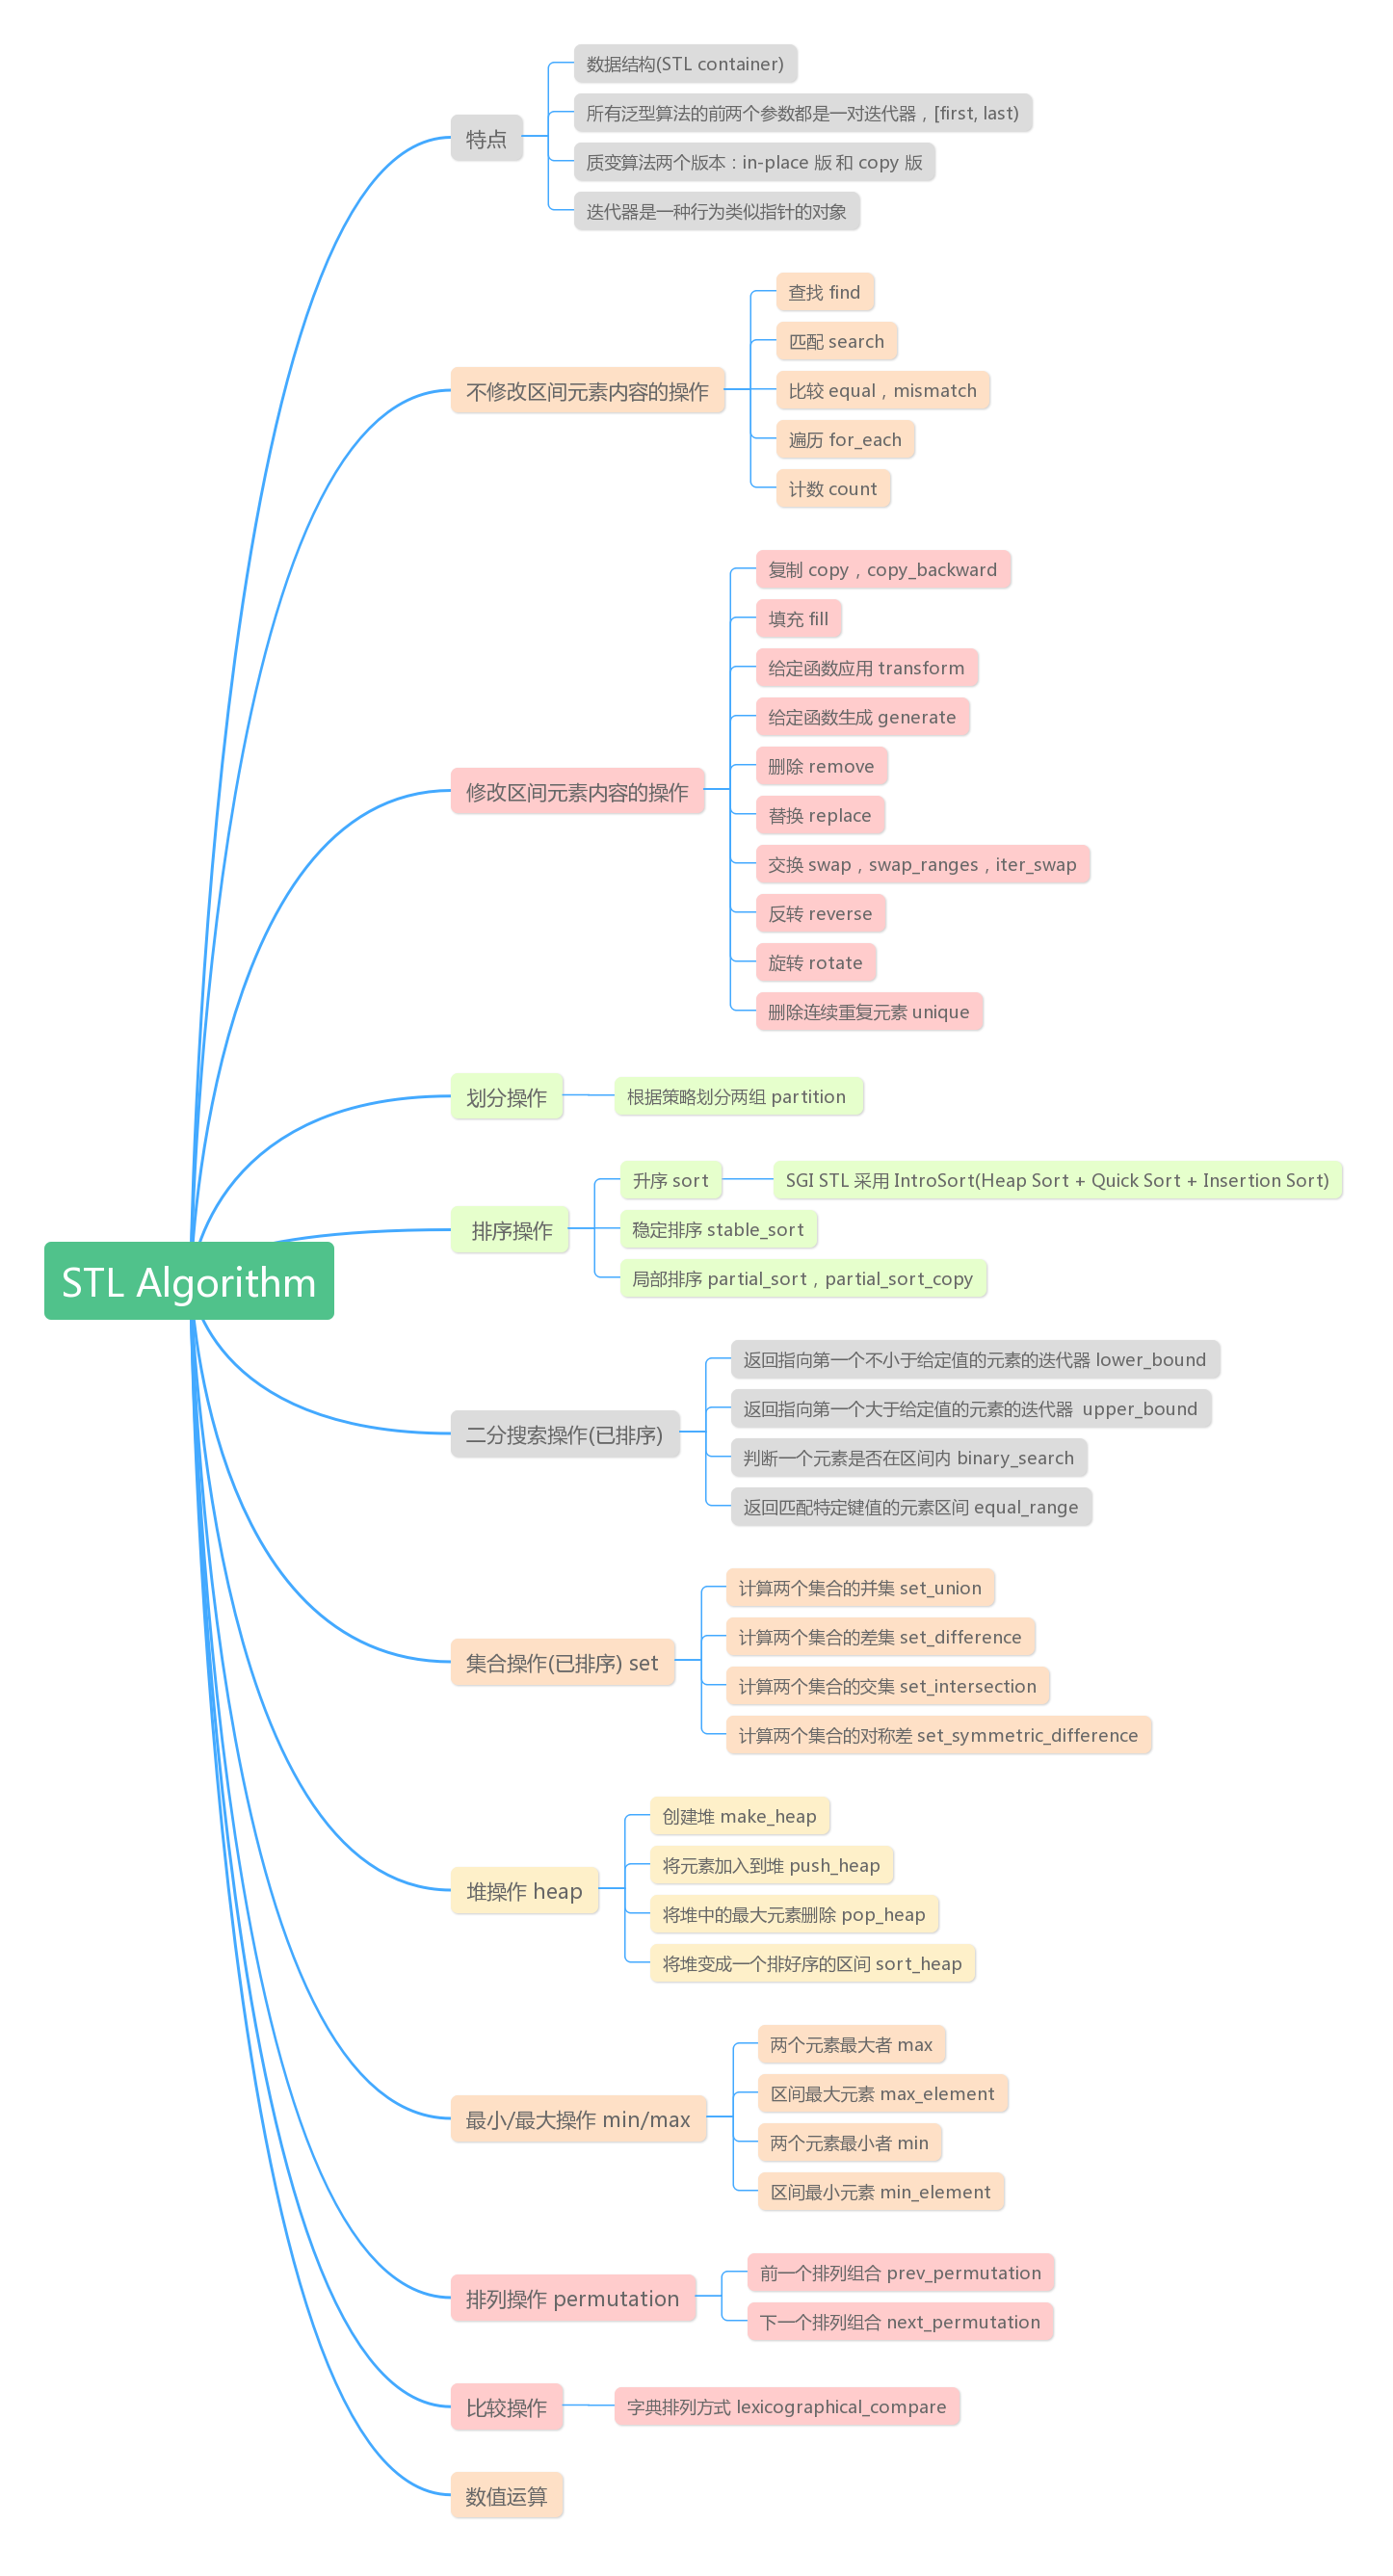 STL Algorithm
特点
数据结构(STL container)
所有泛型算法的前两个参数都是一对迭代器，[first, last)
质变算法两个版本：in-place 版 和 copy 版
迭代器是一种行为类似指针的对象
不修改区间元素内容的操作
查找 find
匹配 search
比较 equal，mismatch
遍历 for_each
计数 count
修改区间元素内容的操作
复制 copy，copy_backward
填充 fill
给定函数应用 transform
给定函数生成 generate
删除 remove
替换 replace
交换 swap，swap_ranges，iter_swap
反转 reverse
旋转 rotate
删除连续重复元素 unique
划分操作
根据策略划分两组 partition
排序操作
升序 sort
SGI STL 采用 IntroSort(Heap Sort + Quick Sort + Insertion Sort)
稳定排序 stable_sort
局部排序 partial_sort，partial_sort_copy
二分搜索操作(已排序)
返回指向第一个不小于给定值的元素的迭代器 lower_bound
返回指向第一个大于给定值的元素的迭代器 upper_bound
判断一个元素是否在区间内 binary_search
返回匹配特定键值的元素区间 equal_range
集合操作(已排序) set
计算两个集合的并集 set_union
计算两个集合的差集 set_difference
计算两个集合的交集 set_intersection
计算两个集合的对称差 set_symmetric_difference
堆操作 heap
创建堆 make_heap
将元素加入到堆 push_heap
将堆中的最大元素删除 pop_heap
将堆变成一个排好序的区间 sort_heap
最小/最大操作 min/max
两个元素最大者 max
区间最大元素 max_element
两个元素最小者 min
区间最小元素 min_element
排列操作 permutation
前一个排列组合 prev_permutation
下一个排列组合 next_permutation
比较操作
字典排列方式 lexicographical_compare
数值运算